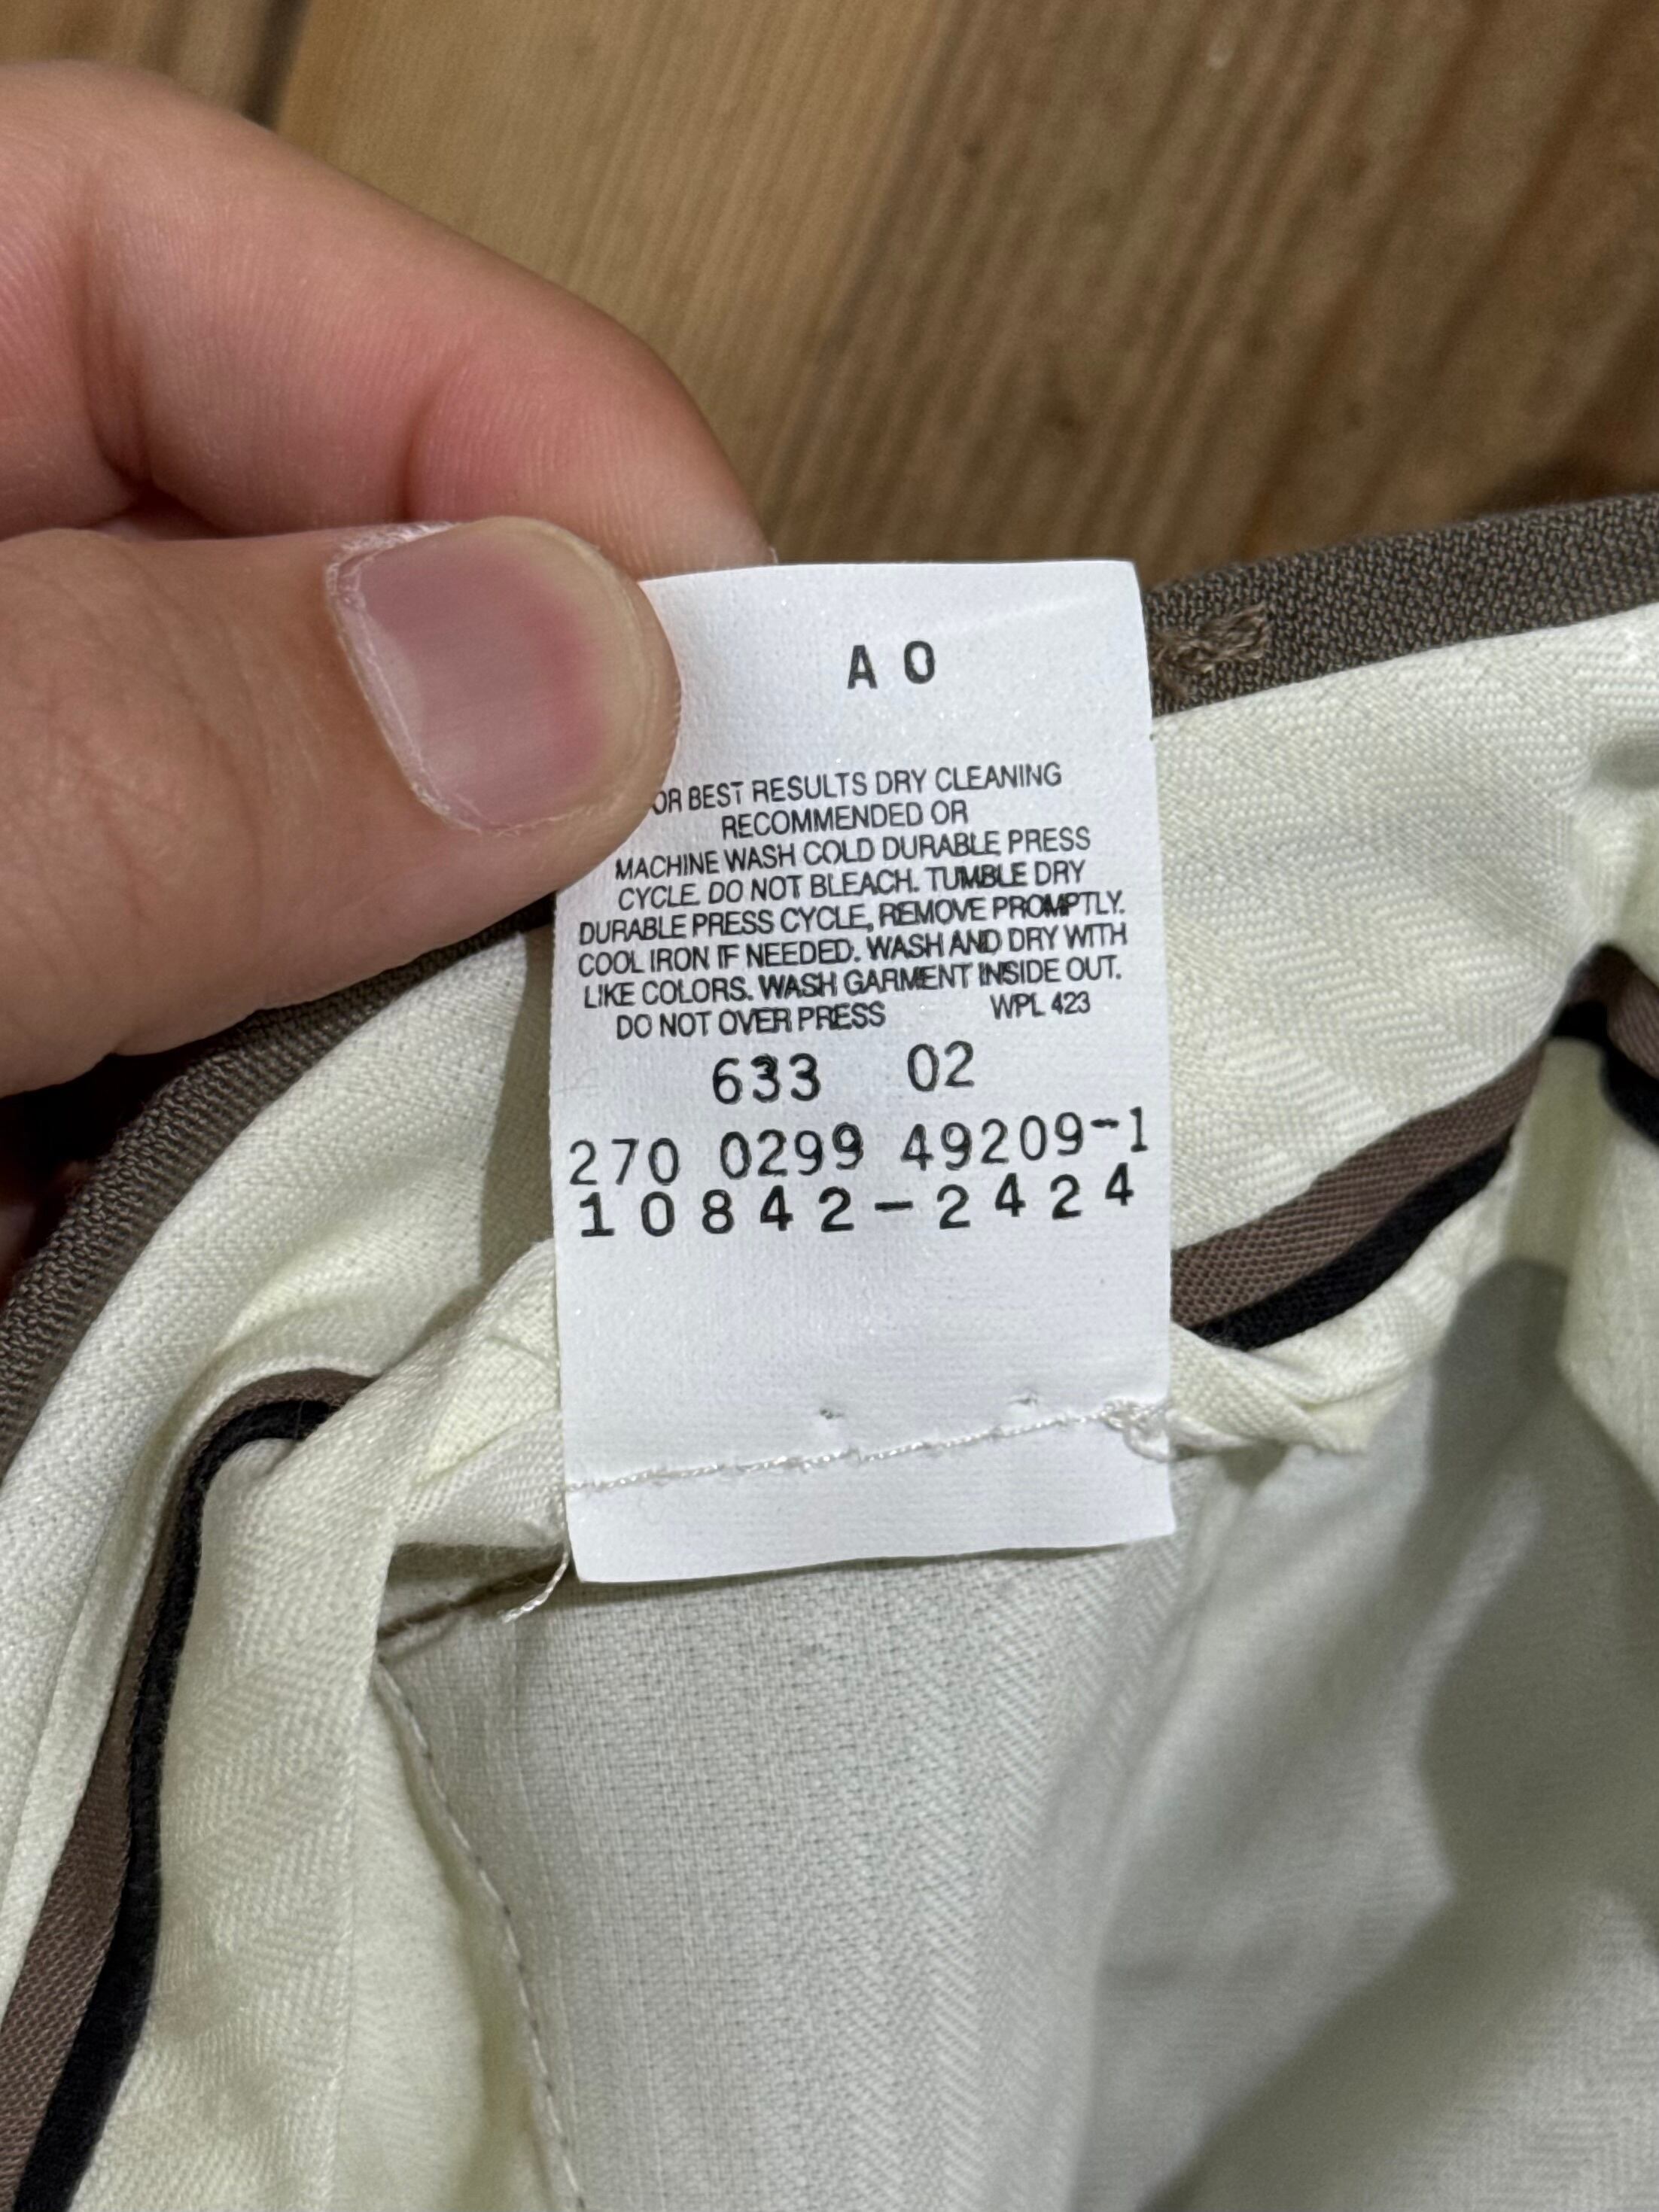 A O
OR BEST RESULTS DRY CLEANING
RECOMMENDED OR
MACHINE WASH COLD DURABLE PRESS
CYCLE. DO NOT BLEACH. TUMBLE DRY
DURABLE PRESS CYCLE, REMOVE PROMPTLY.
COOL IRON IF NEEDED. WASH AND DRY WITH
LIKE COLORS. WASH GARMENT INSIDE OUT.
DO NOT OVER PRESS WPL 423
633 02
270 0299 49209-1
10842-2424